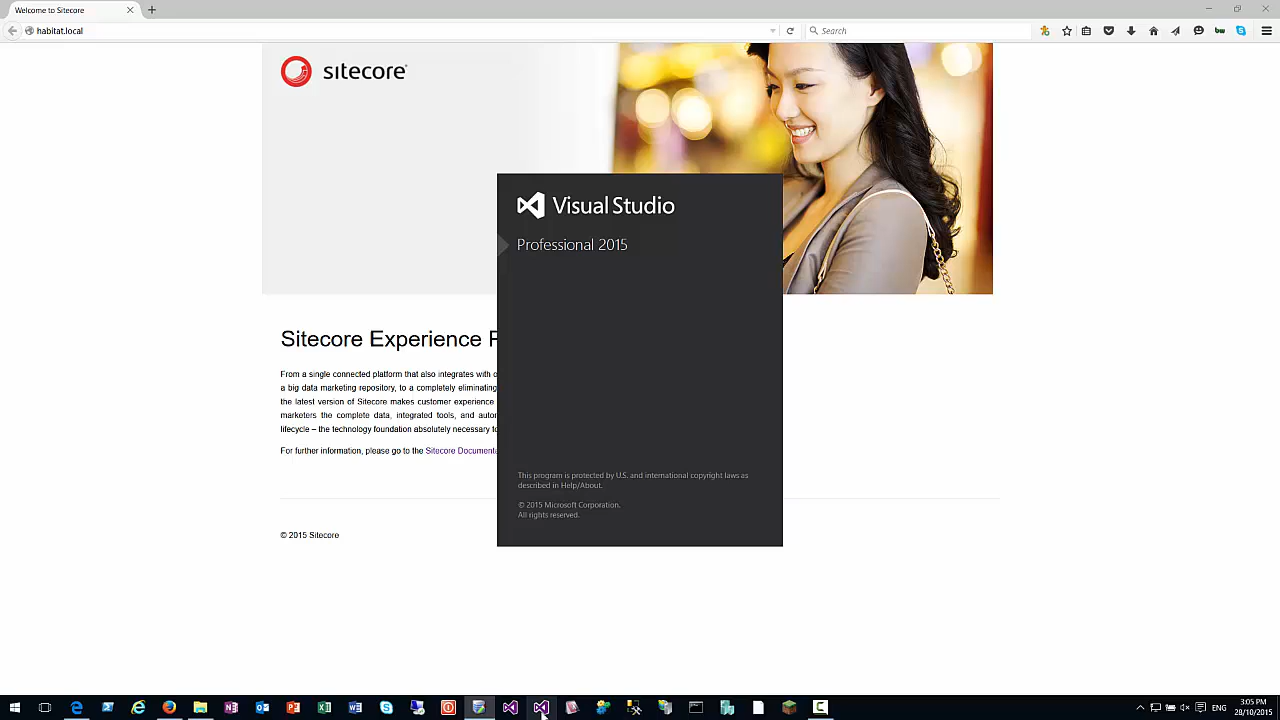 Welcome to Sitecore
habitat.local
Search
sitecore
Visual Studio
Professional 2015
Sitecore Experience P
From a single connected platform that also integrates with
a big data marketing repository, to a completely eliminating
the latest version of Sitecore makes customer experience
marketers the complete data, integrated tools, and
lifecycle – the technology foundation absolutely necessary
For further information, please go to the Sitecore Documenta
This program is protected by U.S. and international copyright laws as
described in Help/About.
© 2015 Microsoft Corporation.
All rights reserved.
© 2015 Sitecore
ENG
3:05 PM
28/10/2015